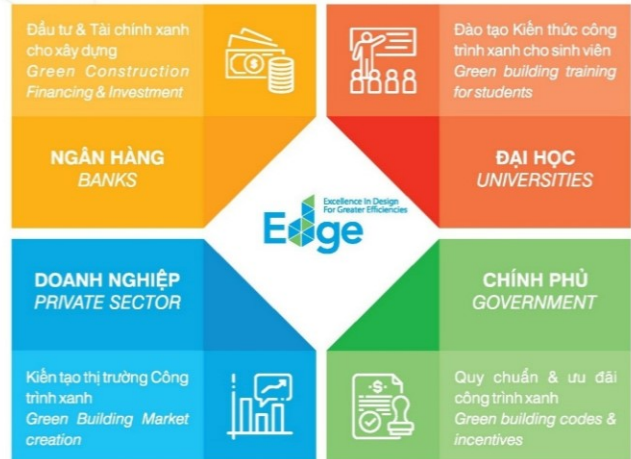 Đầu tư & Tài chính xanh
cho xây dựng
Green Construction
Financing & Investment
NGÂN HÀNG
BANKS
Đào tạo Kiến thức công
trình xanh cho sinh viên
Green building training
for students
ĐẠI HỌC
UNIVERSITIES
Edge
Excellence In Design
For Greater Efficiencies
DOANH NGHIỆP
PRIVATE SECTOR
Kiến tạo thị trường Công
trình xanh
Green Building Market
creation
CHÍNH PHỦ
GOVERNMENT
Quy chuẩn & ưu đãi
công trình xanh
Green building codes &
incentives